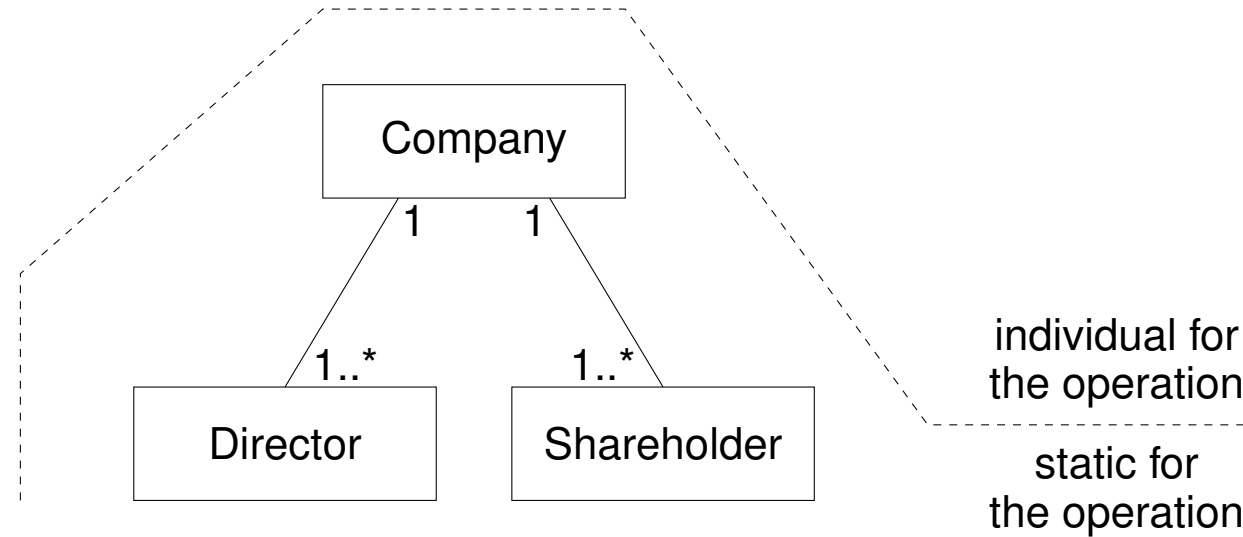 Company
1
1
1..*
1..*
individual for
the operation
Director
Shareholder
static for
the operation